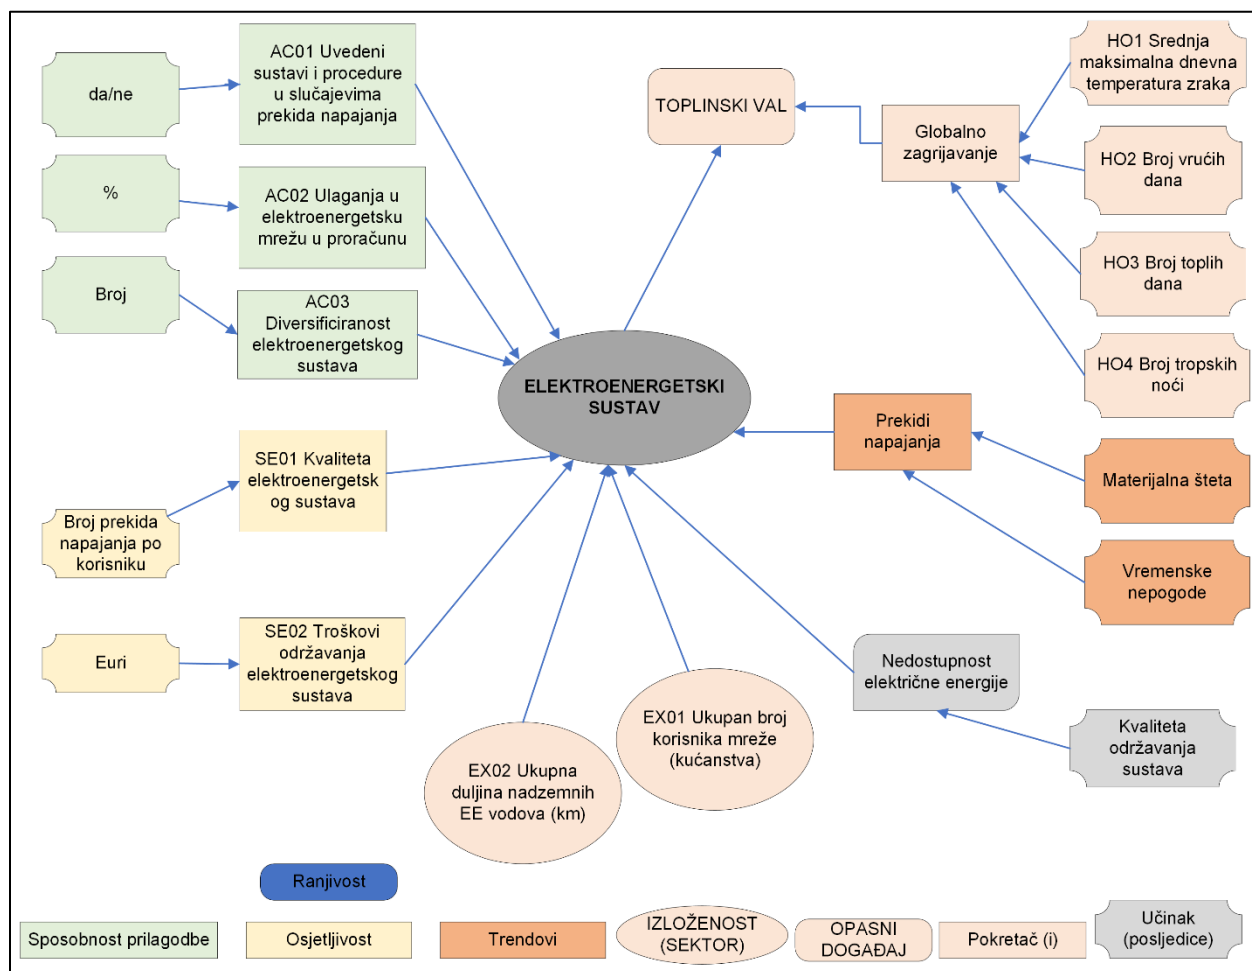 da/ne
AC01 Uvedeni
sustavi i procedure
u slučajevima
prekida napajanja
%
AC02 Ulaganja u
elektroenergetsku
mrežu u proračunu
Broj
AC03
Diversificiranost
elektroenergetskog
sustava
TOPLINSKI VAL
Globalno
zagrijavanje
HO1 Srednja
maksimalna dnevna
temperatura zraka
HO2 Broj vrućih
dana
HO3 Broj toplih
dana
HO4 Broj tropskih
noći
ELEKTROENERGETSKI
SUSTAV
Prekidi
napajanja
Materijalna šteta
Vremenske
nepogode
SE01 Kvaliteta
elektroenergetsk
og sustava
Broj prekida
napajanja po
korisniku
Euri
SE02 Troškovi
održavanja
elektroenergetskog
sustava
EX02 Ukupna
duljina nadzemnih
EE vodova (km)
EX01 Ukupan broj
korisnika mreže
(kućanstva)
Nedostupnost
električne energije
Kvaliteta
održavanja
sustava
Ranjivost
Sposobnost prilagodbe
Osjetljivost
Trendovi
IZLOŽENOST
(SEKTOR)
OPASNI
DOGAĐAJ
Pokretač (i)
Učinak
(posljedice)